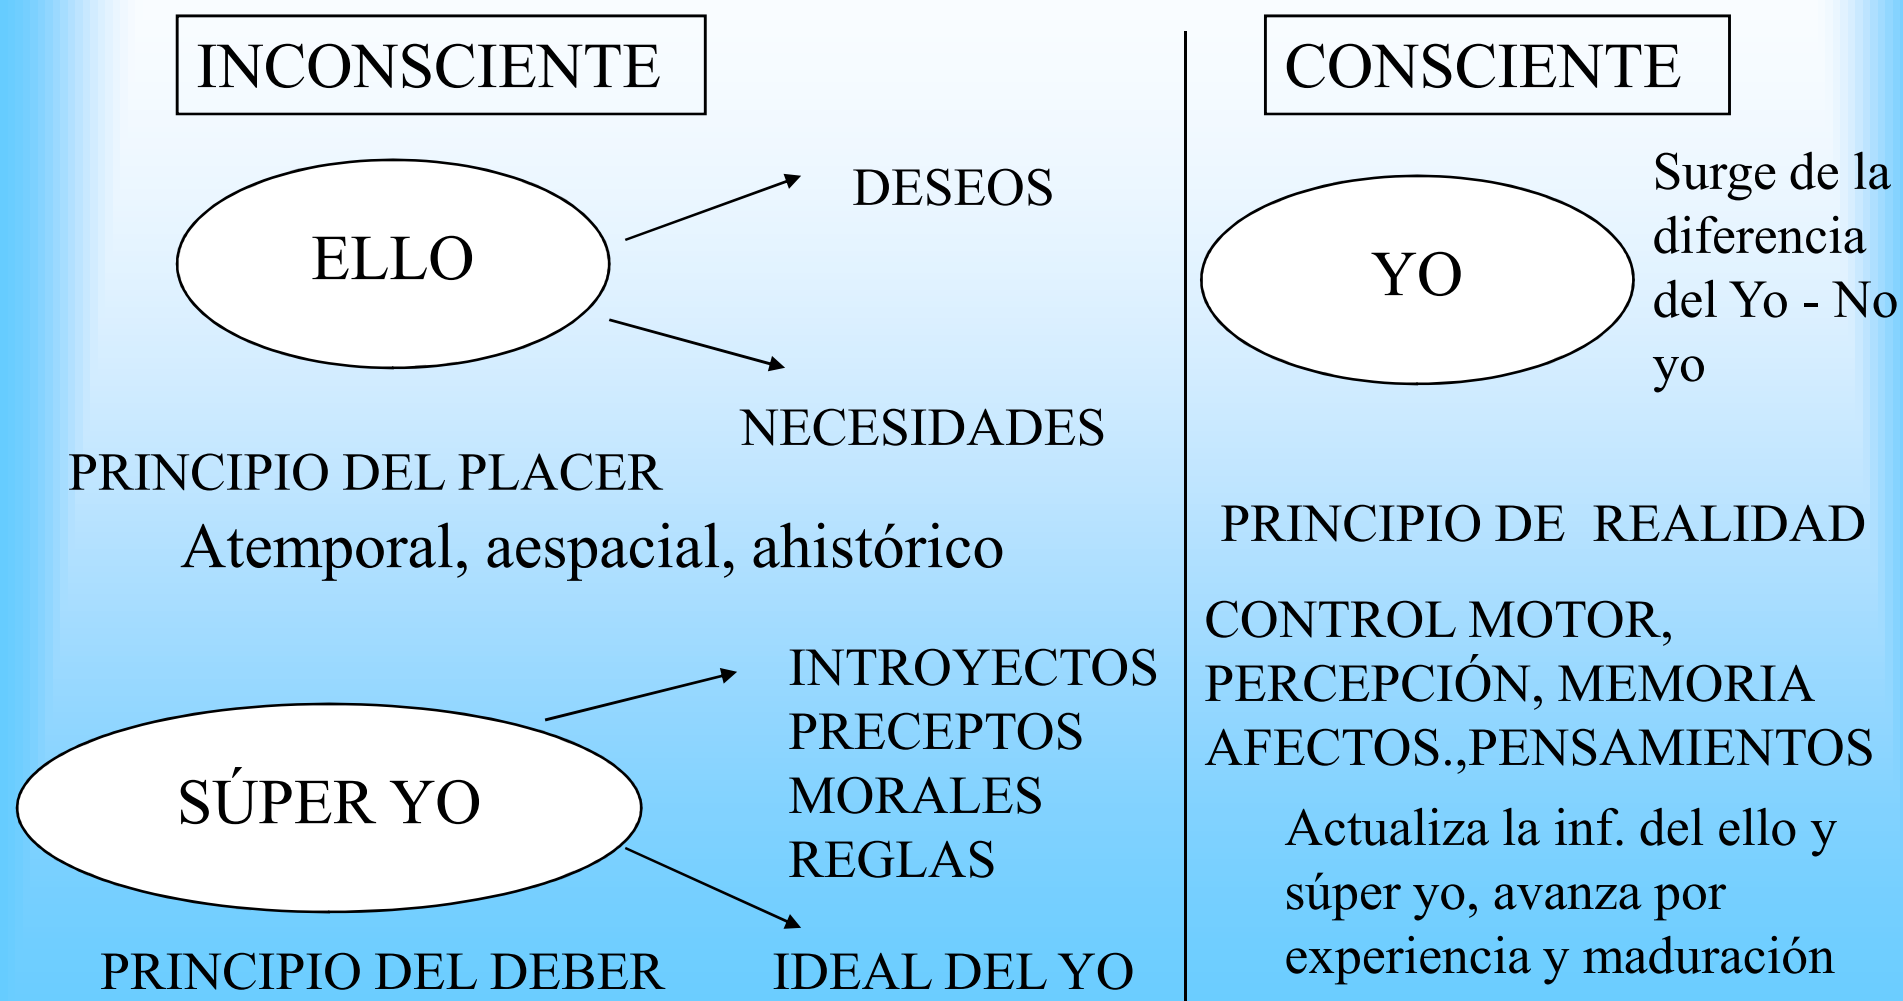 INCONSCIENTE
ELLO
DESEOS
NECESIDADES
PRINCIPIO DEL PLACER
Atemporal, aespacial, ahistórico
SÚPER YO
INTROYECTOS
PRECEPTOS
MORALES
REGLAS
PRINCIPIO DEL DEBER
IDEAL DEL YO
CONSCIENTE
YO
Surge de la
diferencia
del Yo - No
yo
PRINCIPIO DE REALIDAD
CONTROL MOTOR,
PERCEPCIÓN, MEMORIA
AFECTOS.,PENSAMIENTOS
Actualiza la inf. del ello y
súper yo, avanza por
experiencia y maduración